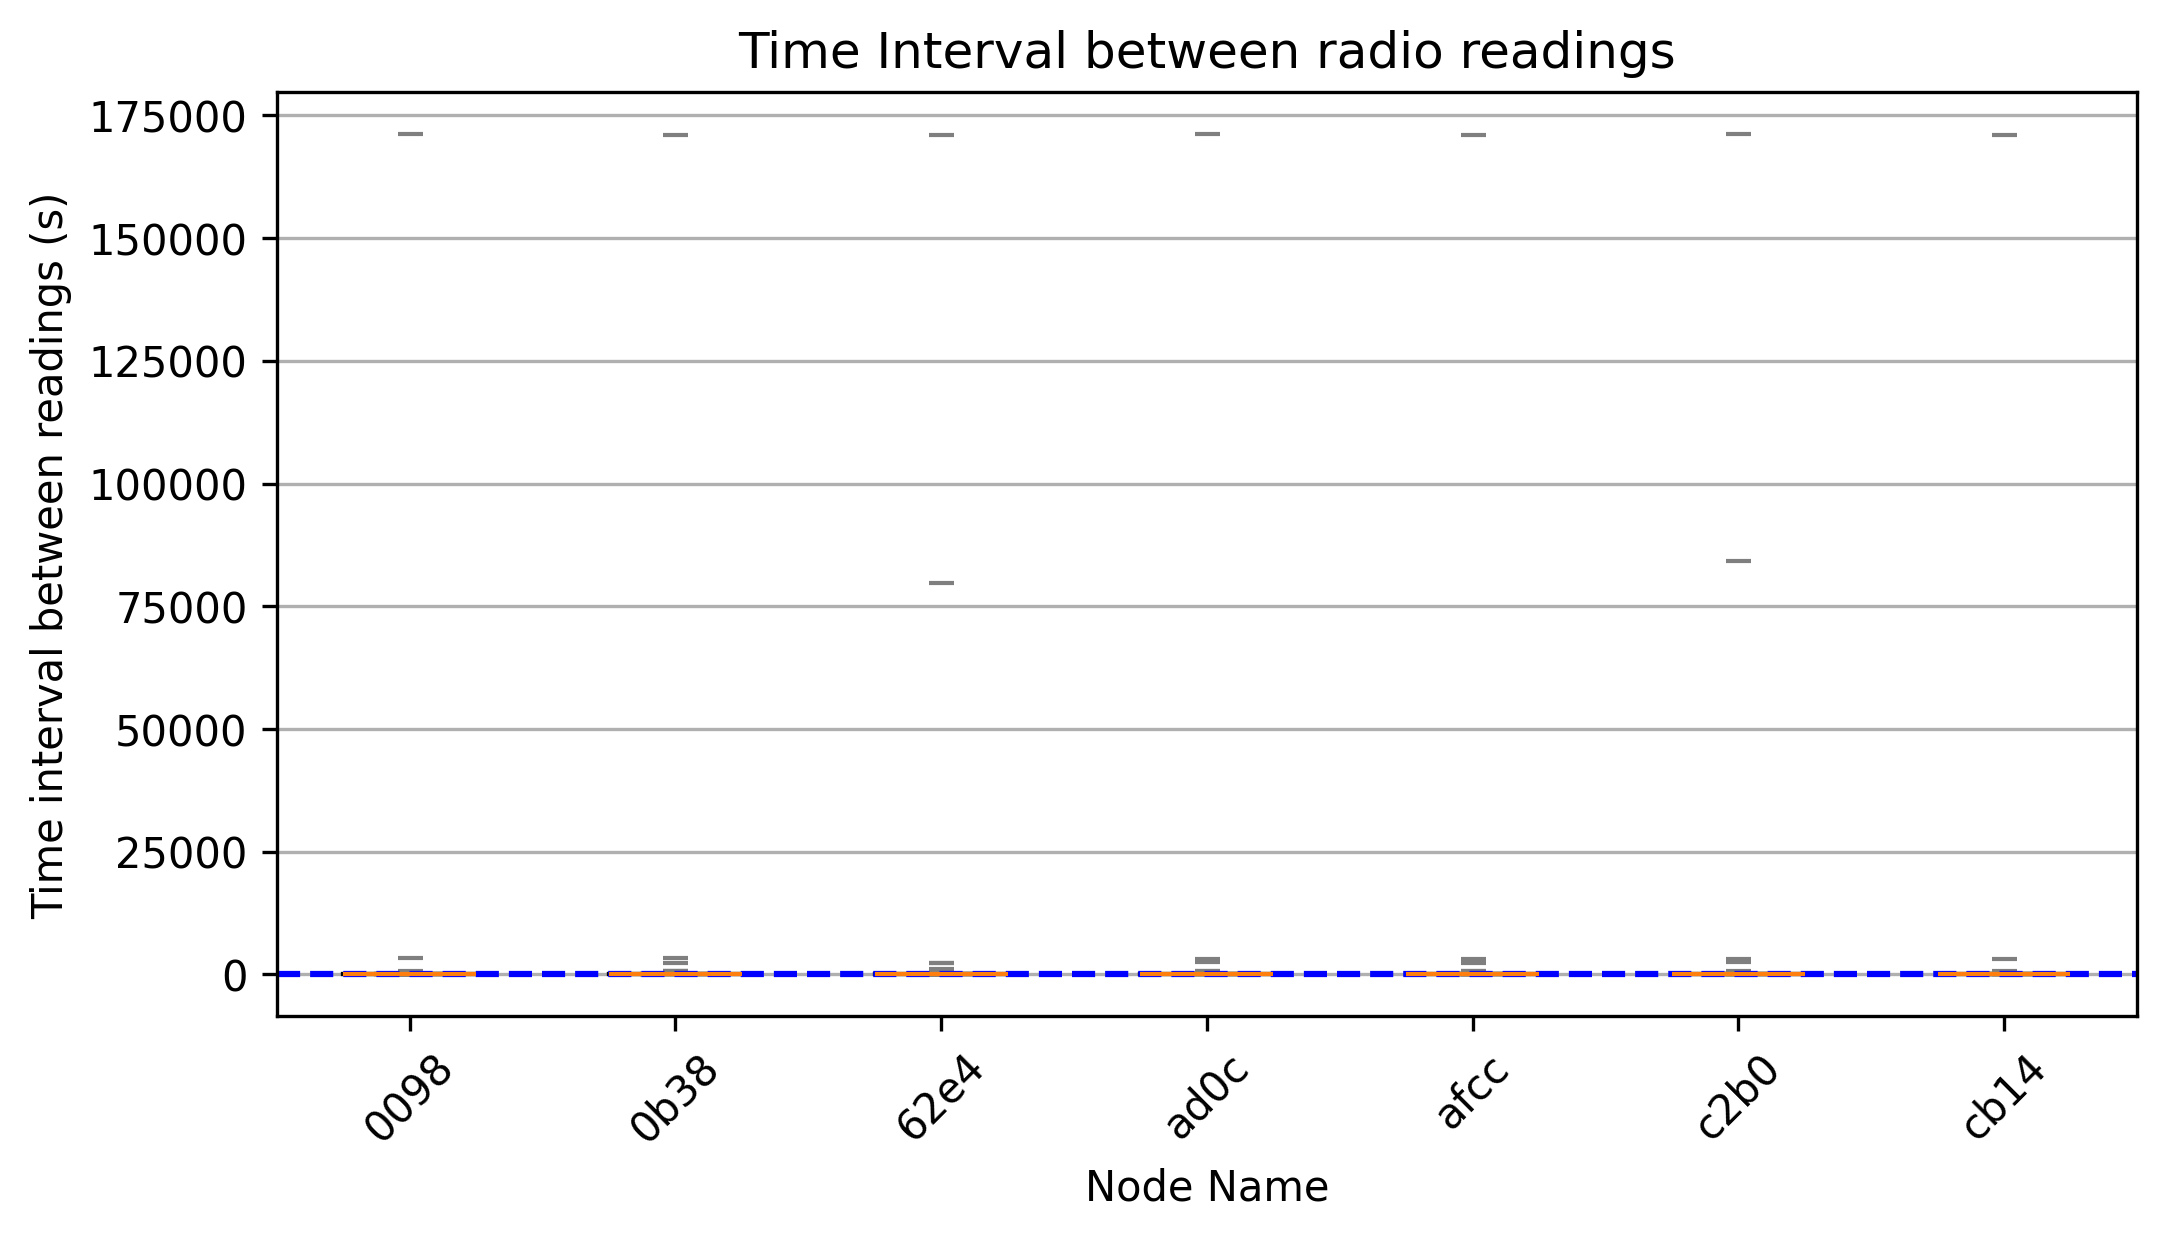 Time Interval between radio readings
Time interval between readings (s)
175000
150000
125000
100000
75000
50000
25000
0
0098
0b38
62e4
ad0c
afcc
c2b0
cb14
Node Name